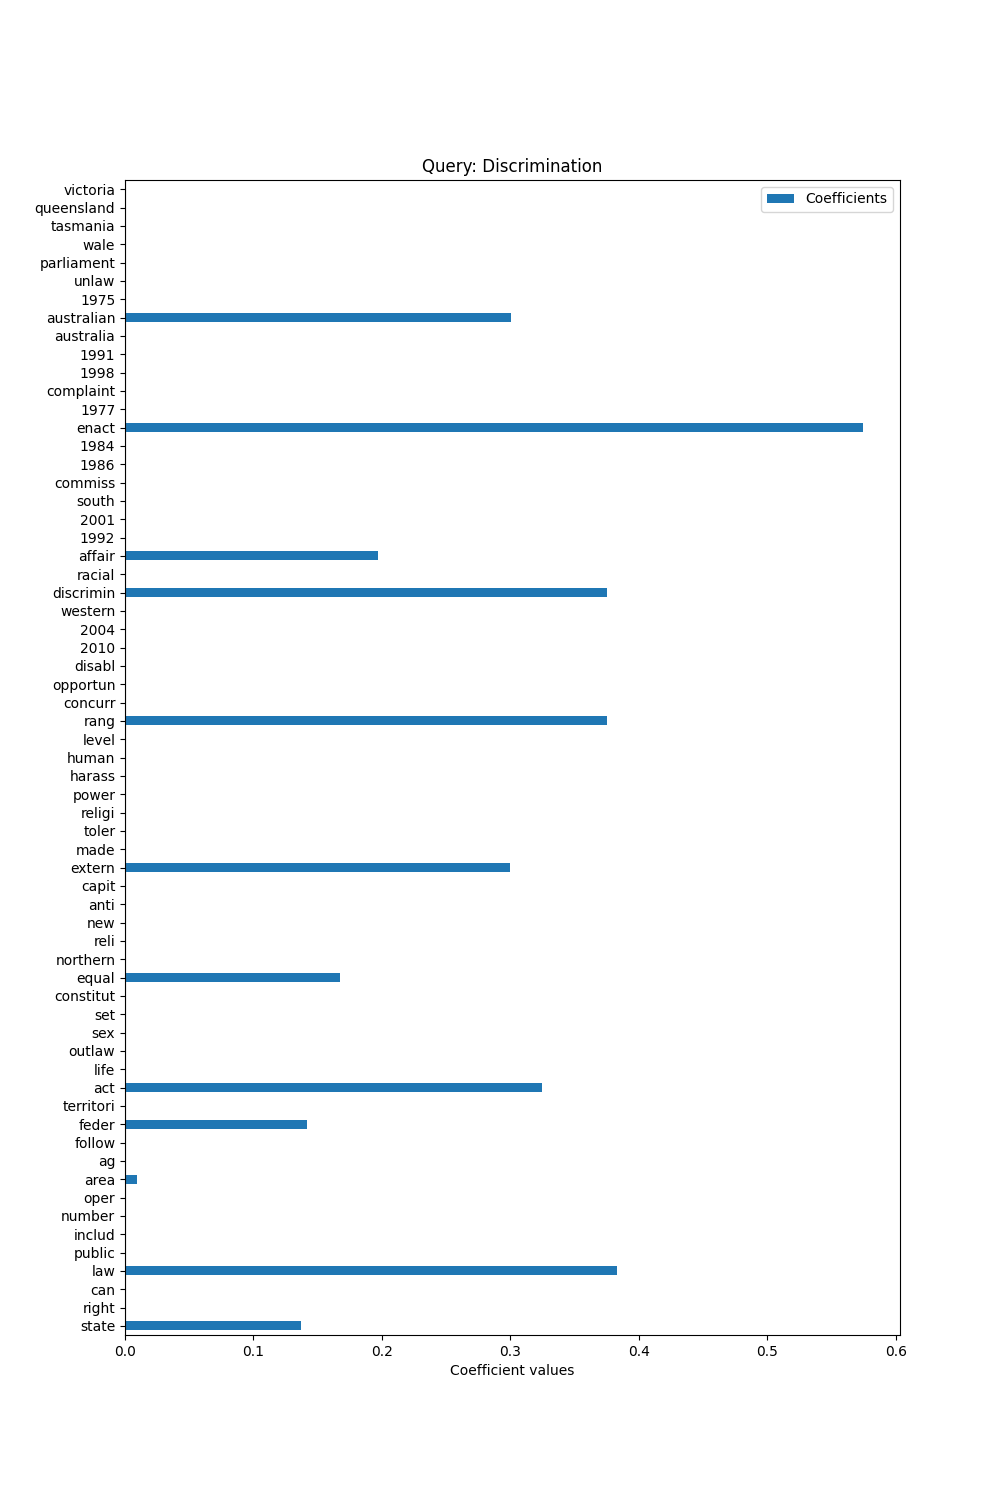 Query: Discrimination
Coefficients
victoria
queensland
tasmania
wale
parliament
unlaw
1975
australian
australia
1991
1998
complaint
1977
enact
1984
1986
commiss
south
2001
1992
affair
racial
discrimin
western
2004
2010
disabl
opportun
concurr
rang
level
human
harass
power
religi
toler
made
extern
capit
anti
new
reli
northern
equal
constitut
set
sex
outlaw
life
act
territori
feder
follow
ag
area
oper
number
includ
public
law
can
right
state
0.0 0.1 0.2 0.3 0.4 0.5 0.6
Coefficient values